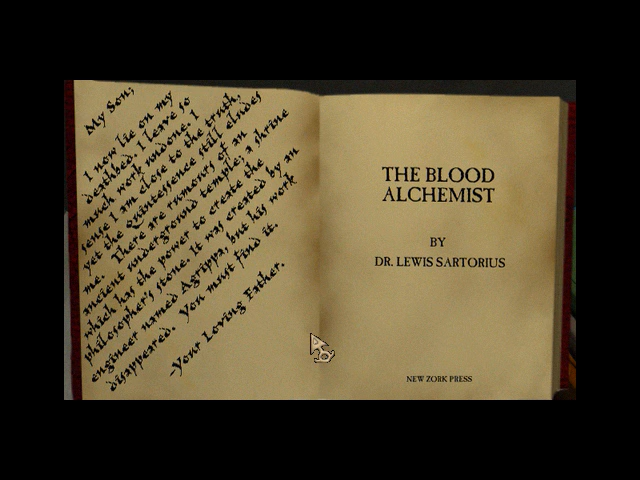 My Son;
I now lie on my
deathbed. I leave so
much work undone. I
sense I am close to the truth,
yet the quintessence still eludes
me. There are rumours of an
ancient underground temple; a shrine
which has the power to create the
philosopher's stone. It was created by an
engineer named Agrippa, but his work
disappeared. You must find it.
-Your Loving Father.
THE BLOOD
ALCHEMIST
BY
DR. LEWIS SARTORIUS
NEW ZORK PRESS